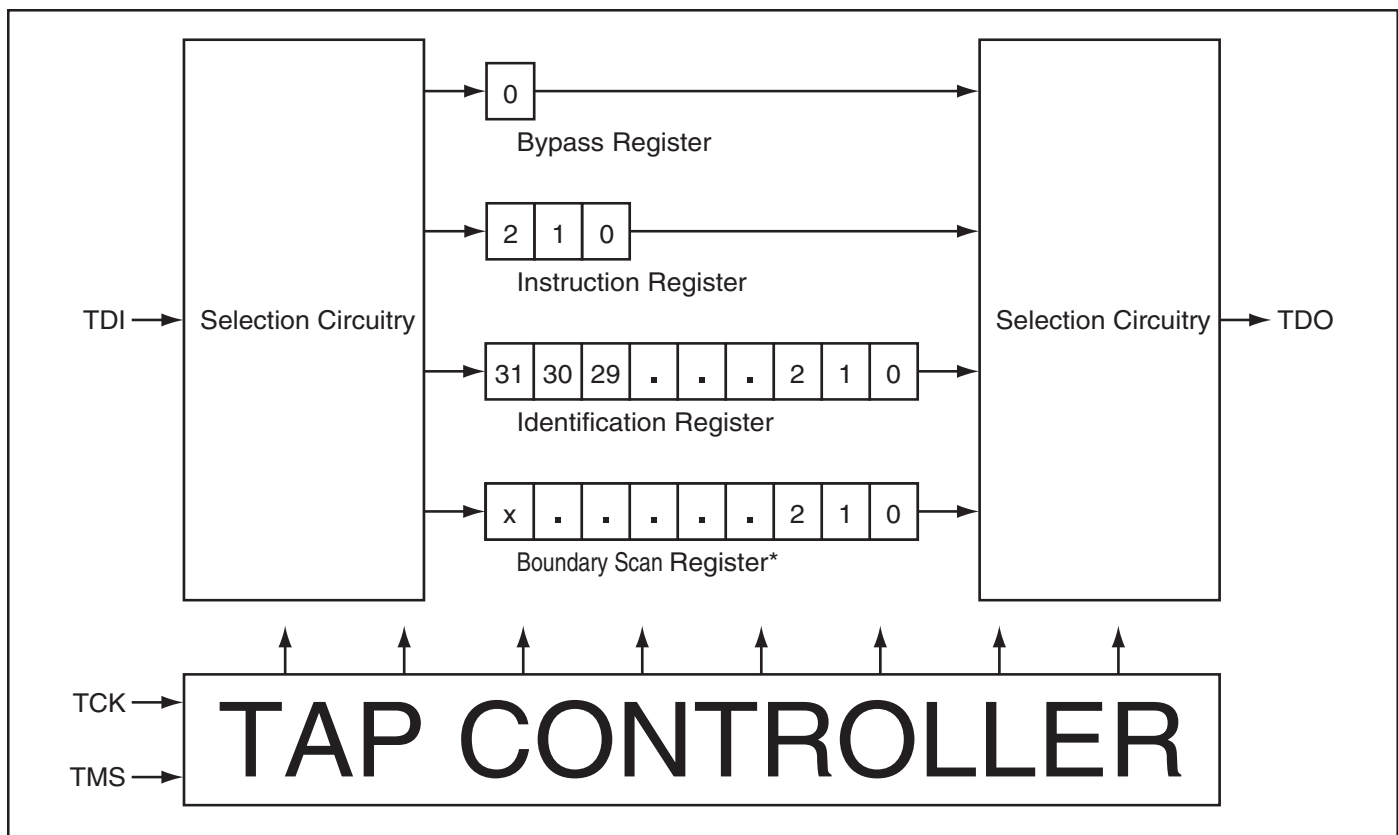 0
Bypass Register
2 1 0
Instruction Register
TDI Selection Circuitry Selection Circuitry TDO
31 30 29 . . . 2 1 0
Identification Register
x . . . . . 2 1 0
Boundary Scan Register*
TCK
TAP CONTROLLER
TMS